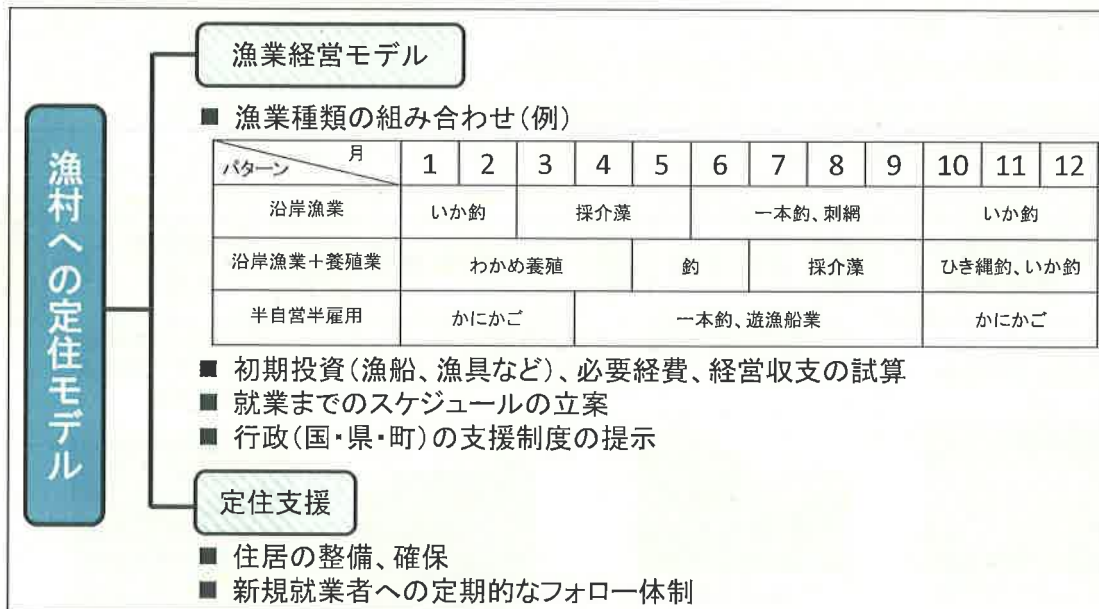 漁村への定住モデル
漁業経営モデル
■ 漁業種類の組み合わせ(例)
パターン 月 1 2 3 4 5 6 7 8 9 10 11 12
沿岸漁業 いか釣 採介藻 一本釣、刺網 いか釣
沿岸漁業+養殖業 わかめ養殖 釣 採介藻 ひき縄釣、いか釣
半自営半雇用 かにかご 一本釣、遊漁船業 かにかご
■ 初期投資(漁船、漁具など)、必要経費、経営収支の試算
■ 就業までのスケジュールの立案
■ 行政(国・県・町)の支援制度の提示
定住支援
■ 住居の整備、確保
■ 新規就業者への定期的なフォロー体制